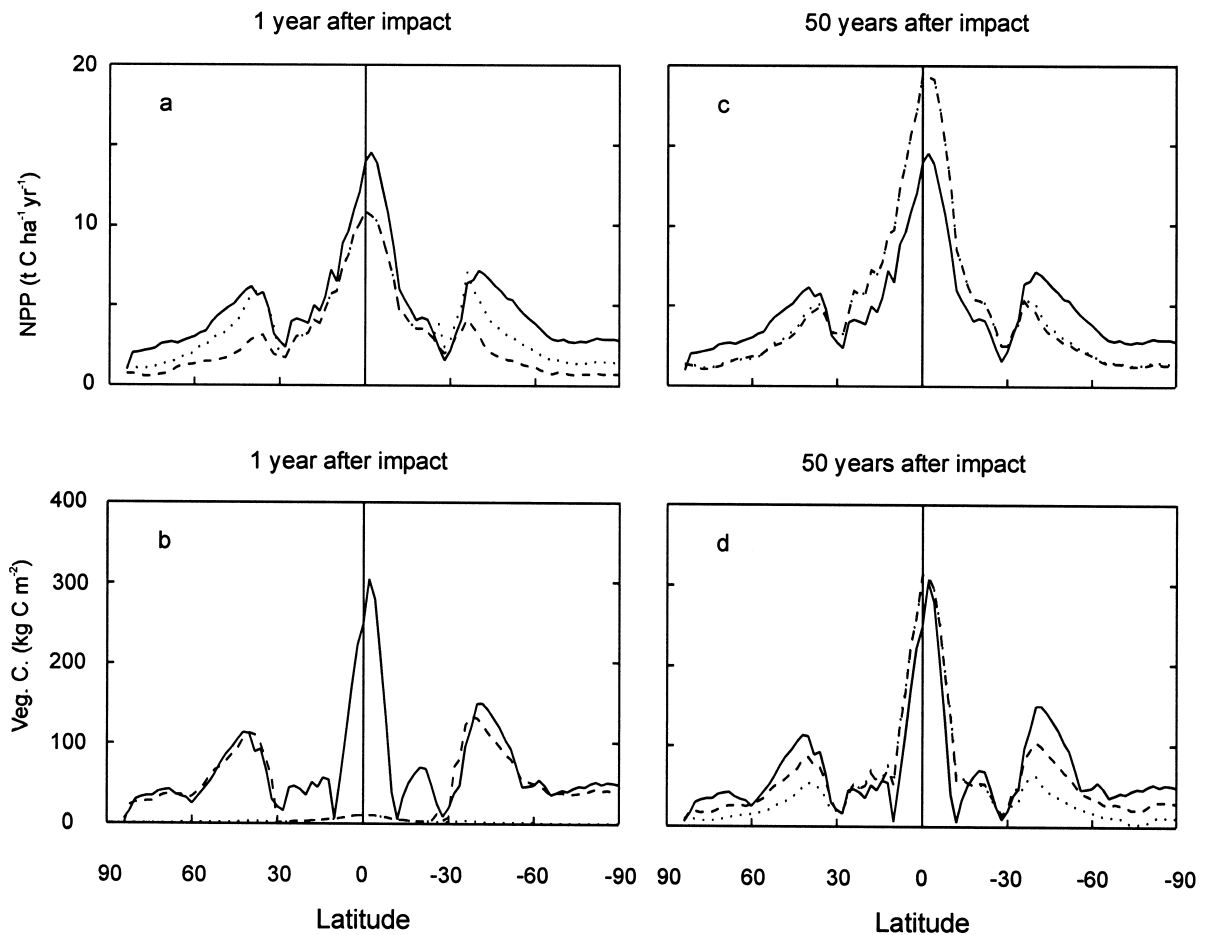 1 year after impact
50 years after impact
20
a
c
NPP (t C ha⁻¹yr⁻¹)
10
0
1 year after impact
50 years after impact
400
b
d
300
Veg. C. (kg C m⁻²)
200
100
0
90 60 30 0 -30 -60 -90
90 60 30 0 -30 -60 -90
Latitude
Latitude